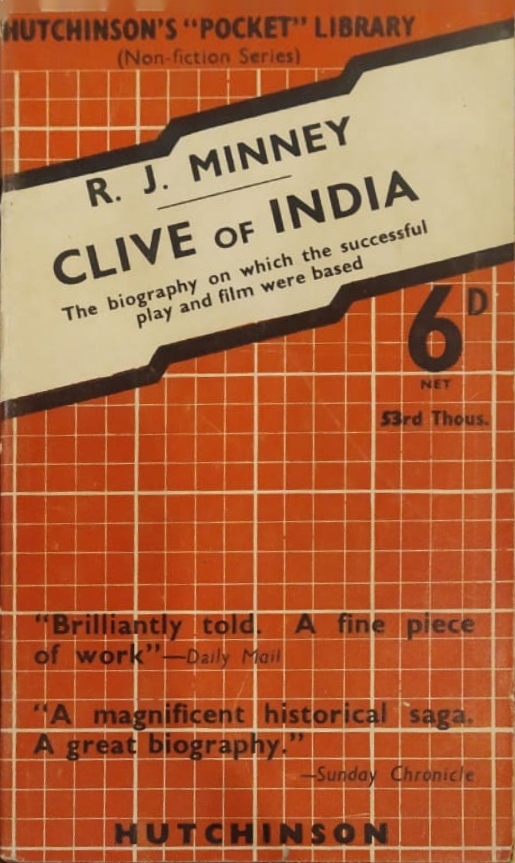 HUTCHINSON'S "POCKET" LIBRARY
(Non-fiction Series)
R. J. MINNEY
CLIVE OF INDIA
The biography on which the successful
play and film were based
6D
NET
53rd Thous.
"Brilliantly told. A fine piece
of work"—Daily Mail
"A magnificent historical saga.
A great biography."
—Sunday Chronicle
HUTCHINSON